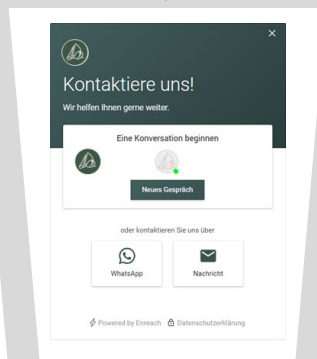 Kontaktiere uns!
Wir helfen Ihnen gerne weiter.
Eine Konversation beginnen
Neues Gespräch
oder kontaktieren Sie uns über
WhatsApp
Nachricht
Powered by Enreach
Datenschutzerklärung